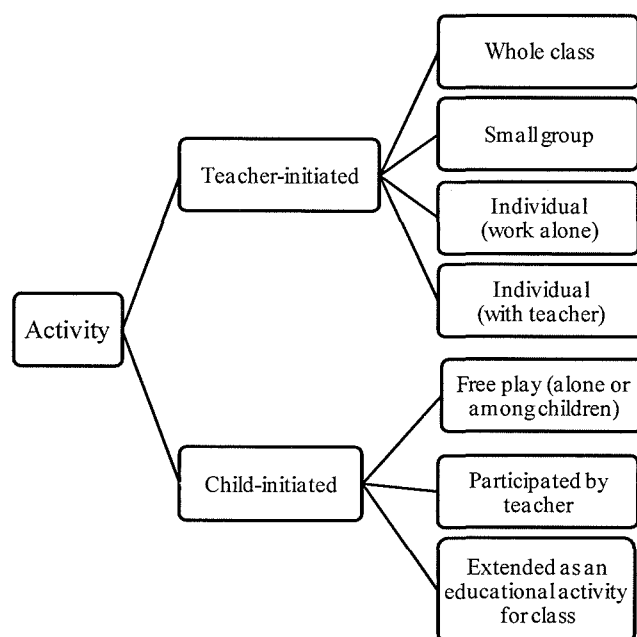 Whole class
Small group
Teacher-initiated
Individual
(work alone)
Individual
(with teacher)
Activity
Free play (alone or
among children)
Child-initiated
Participated by
teacher
Extended as an
educational activity
for class